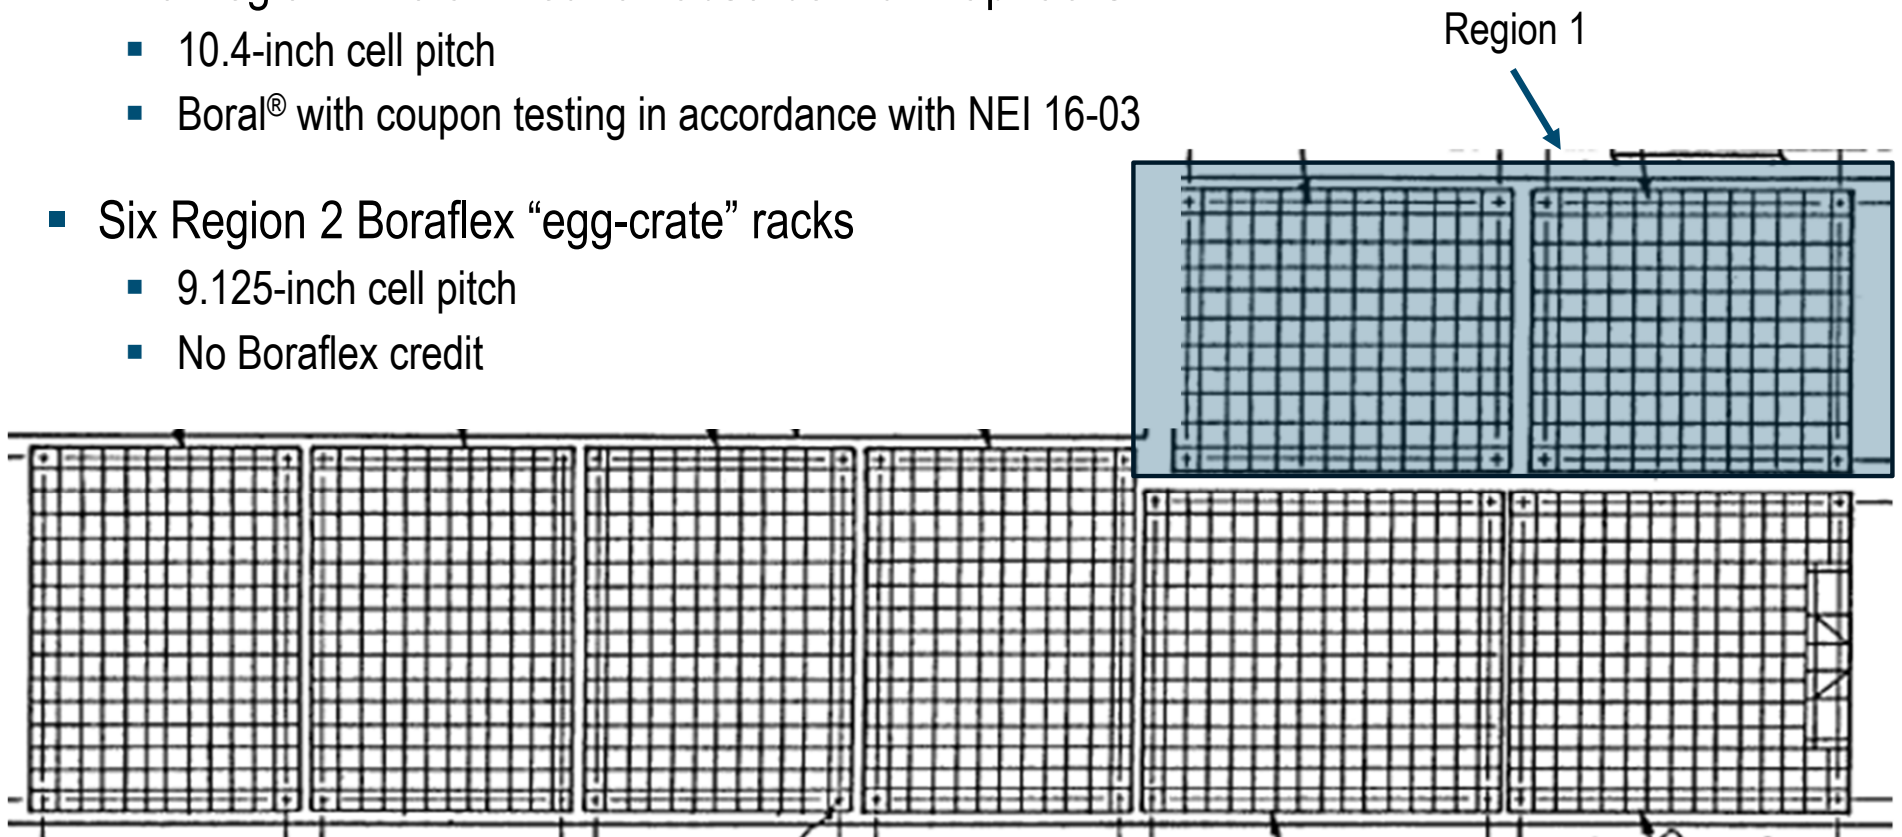 10.4-inch cell pitch
Boral® with coupon testing in accordance with NEI 16-03
Six Region 2 Boraflex “egg-crate” racks
9.125-inch cell pitch
No Boraflex credit
Region 1